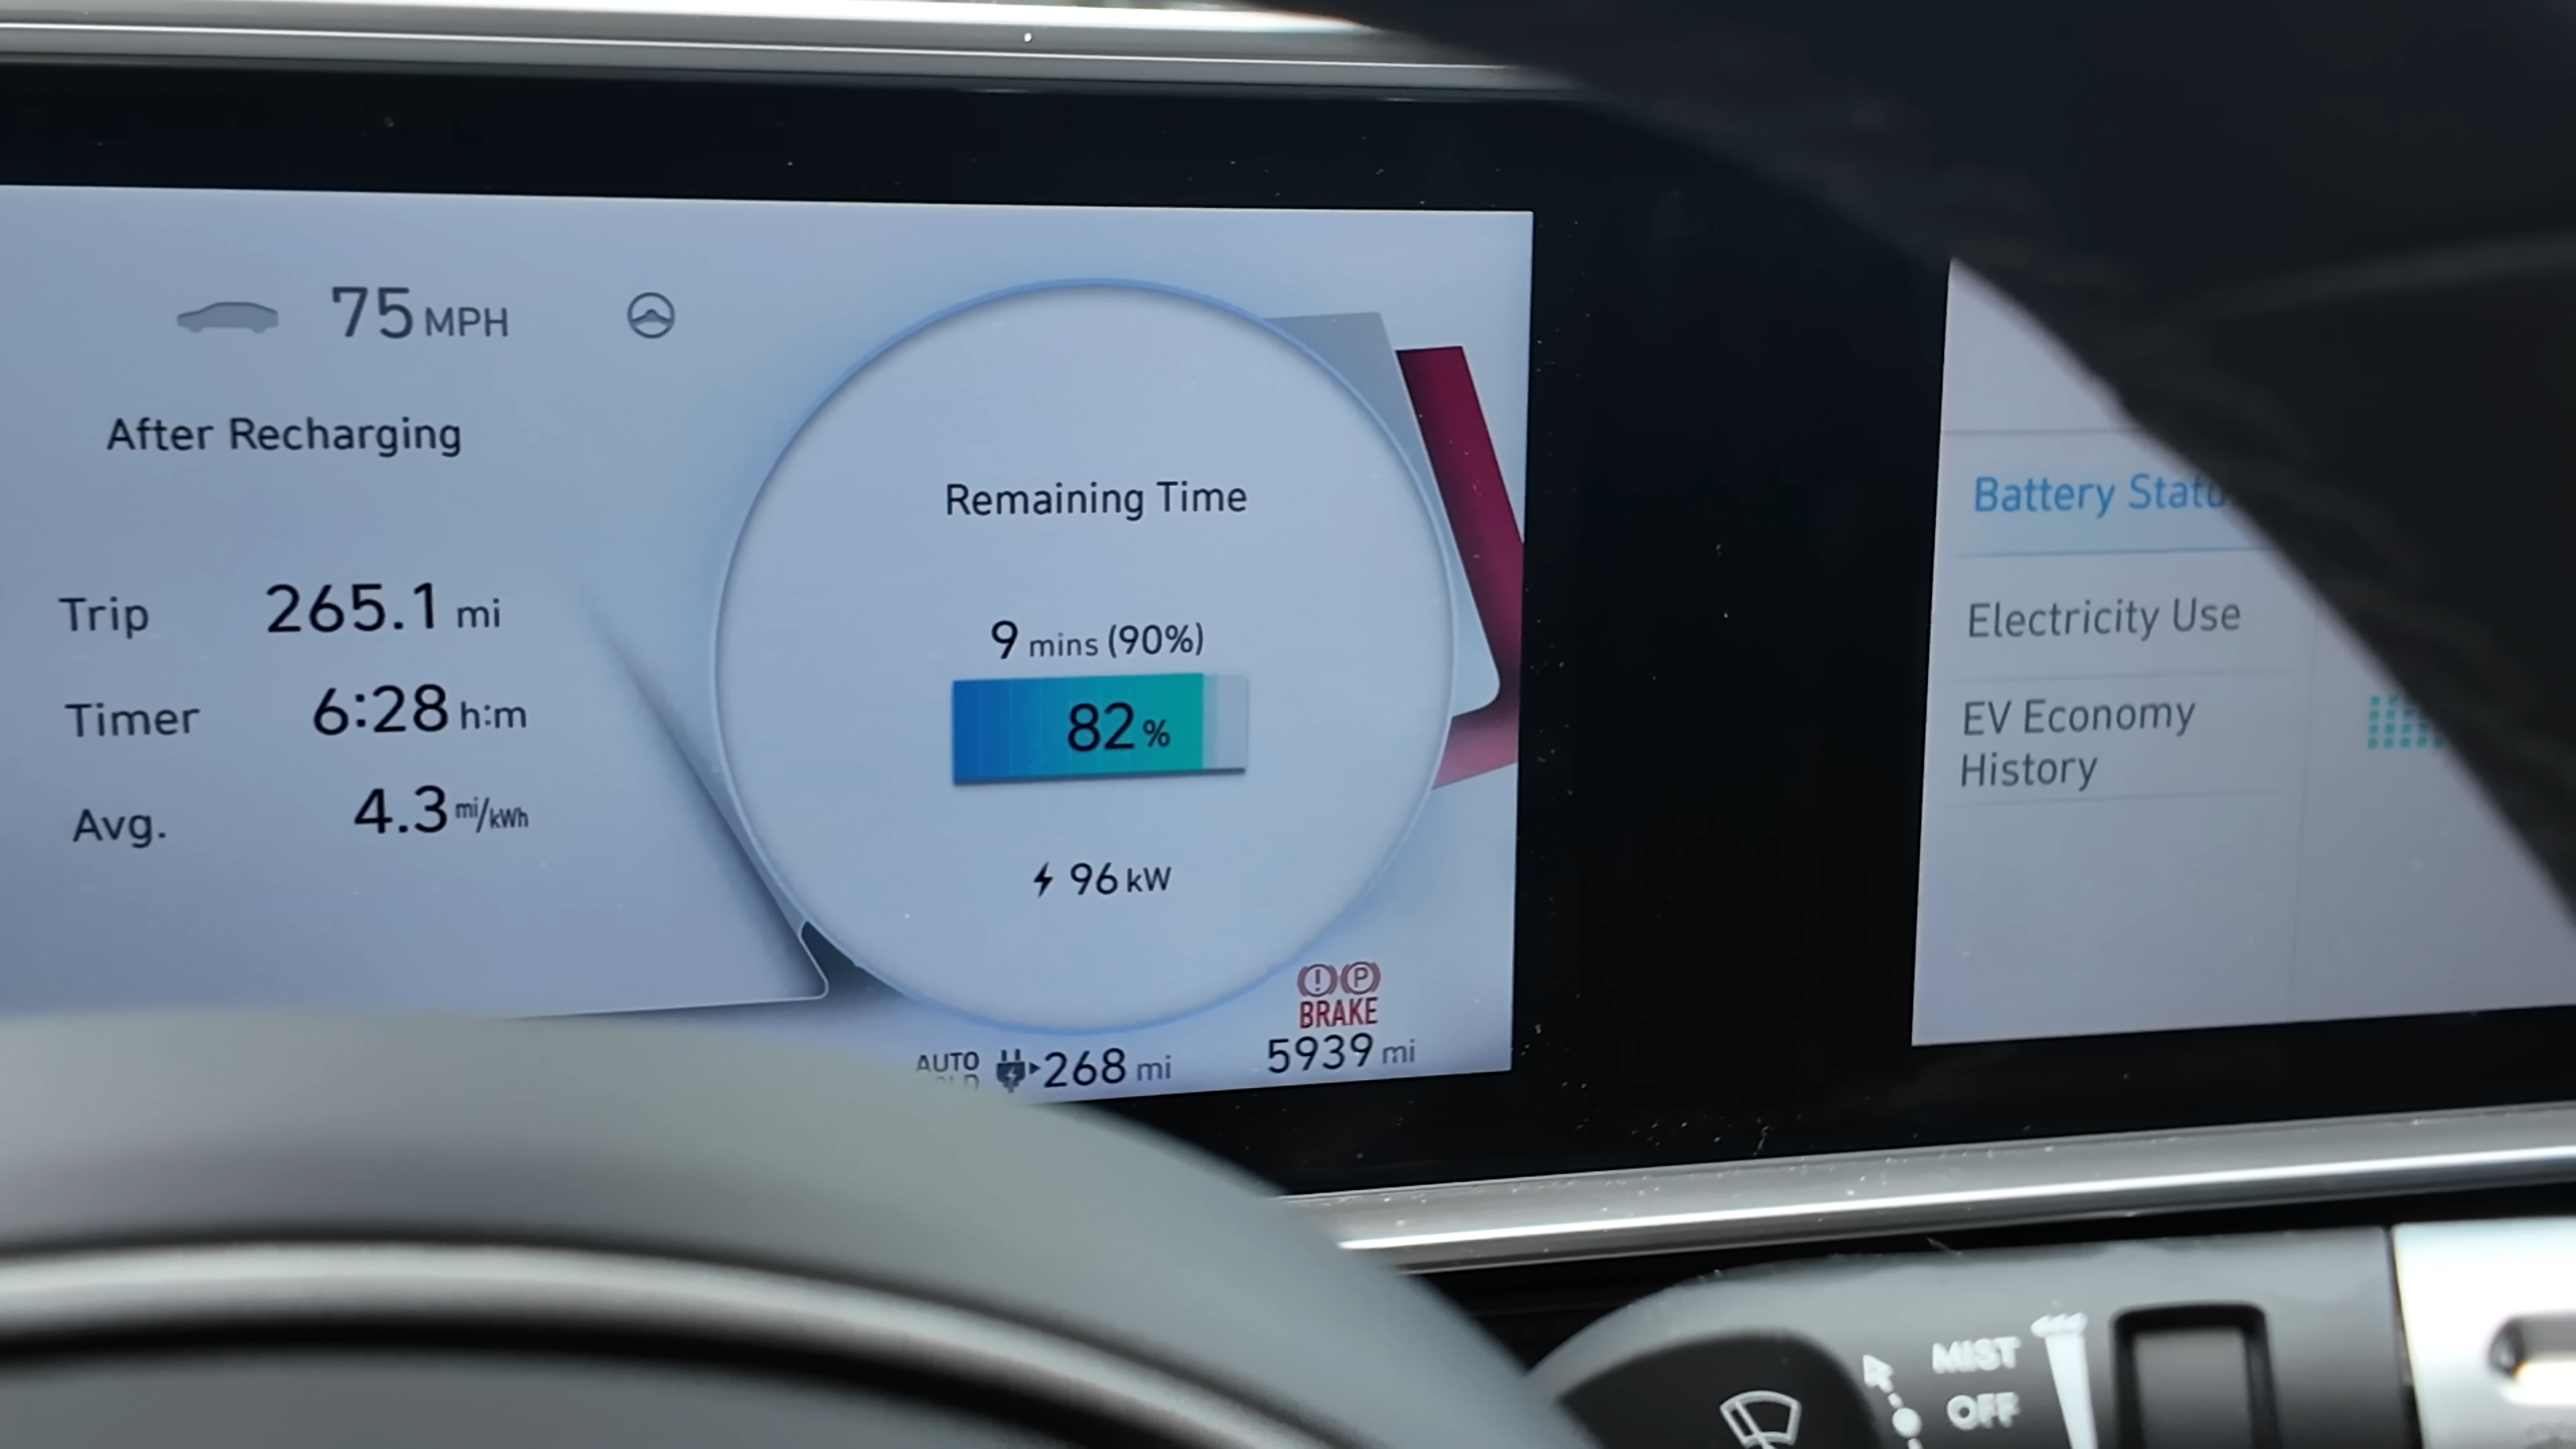 75 MPH
After Recharging
Trip 265.1 mi
Timer 6:28 h:m
Avg. 4.3 mi/kWh
Remaining Time
9 mins (90%)
82 %
96 kW
P
BRAKE
AUTO
268 mi
5939 mi
Battery
Electricity Use
EV Economy
History
MIST
OFF